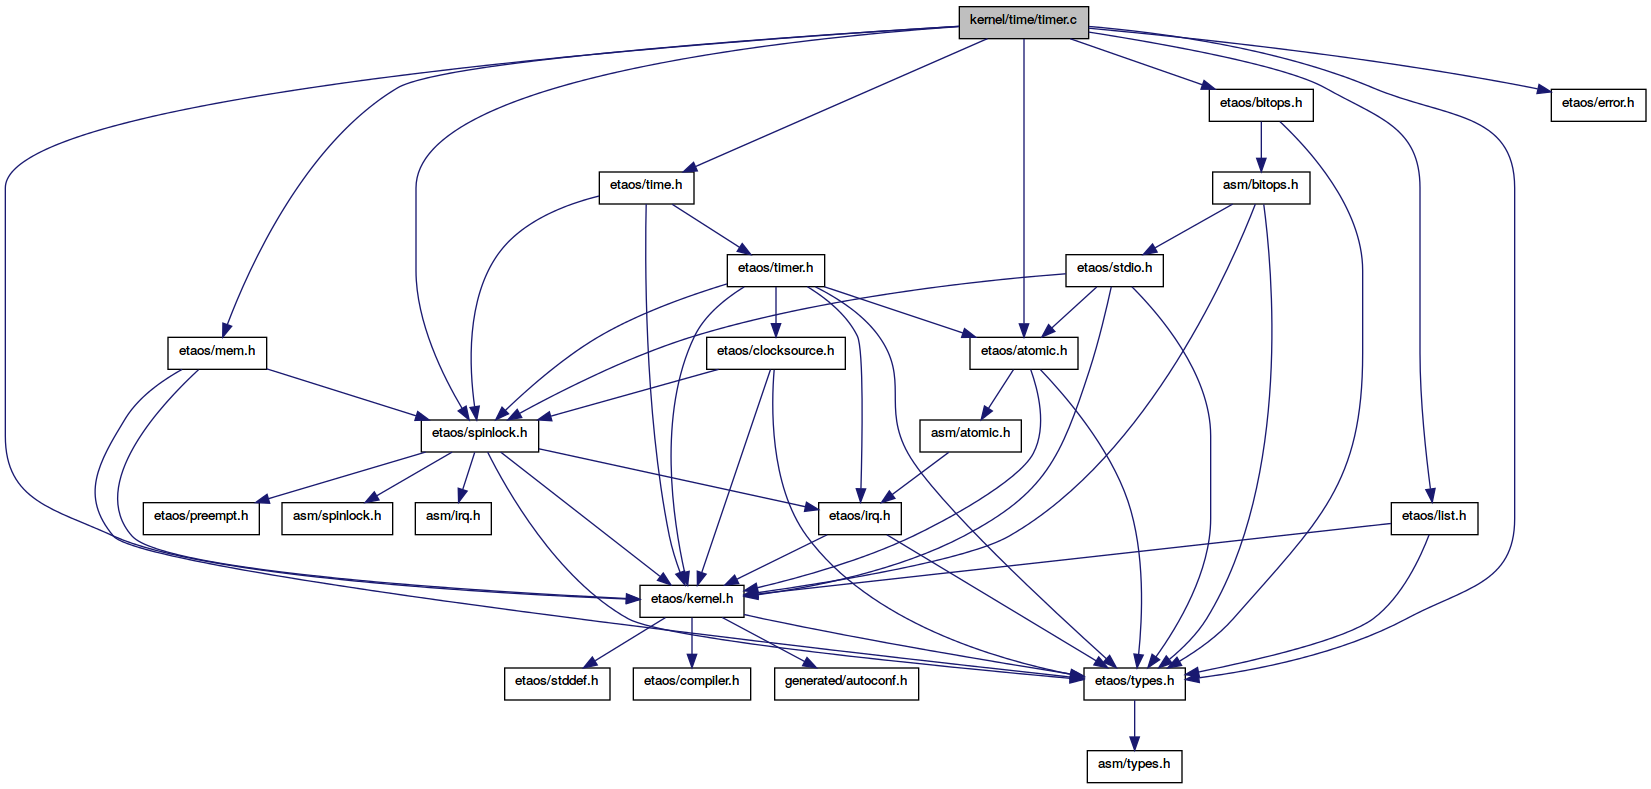 kernel/time/timer.c
etaos/bitops.h
etaos/error.h
etaos/time.h
asm/bitops.h
etaos/timer.h
etaos/stdio.h
etaos/mem.h
etaos/clocksource.h
etaos/atomic.h
etaos/spinlock.h
asm/atomic.h
etaos/preempt.h
asm/spinlock.h
asm/irq.h
etaos/irq.h
etaos/list.h
etaos/kernel.h
etaos/stddef.h
etaos/compiler.h
generated/autoconf.h
etaos/types.h
asm/types.h